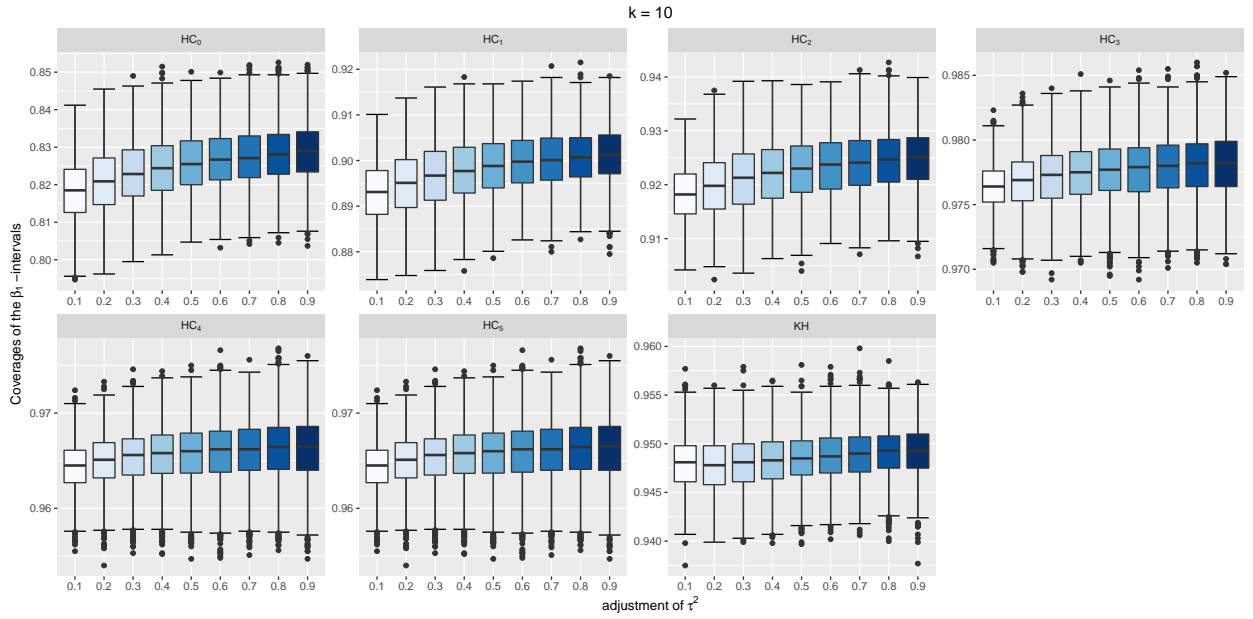 k = 10
HC₀ HC₁ HC₂ HC₃
0.85 0.92 0.94 0.985
0.84 0.91 0.93 0.980
0.83 0.90 0.92 0.975
0.82 0.89 0.91 0.970
0.81 0.88
0.80
0.1 0.2 0.3 0.4 0.5 0.6 0.7 0.8 0.9 0.1 0.2 0.3 0.4 0.5 0.6 0.7 0.8 0.9 0.1 0.2 0.3 0.4 0.5 0.6 0.7 0.8 0.9 0.1 0.2 0.3 0.4 0.5 0.6 0.7 0.8 0.9
Coverages of the β₁ −intervals
HC₄ HC₅ KH
0.97 0.97 0.960
0.96 0.96 0.955
0.950
0.945
0.940
0.1 0.2 0.3 0.4 0.5 0.6 0.7 0.8 0.9 0.1 0.2 0.3 0.4 0.5 0.6 0.7 0.8 0.9 0.1 0.2 0.3 0.4 0.5 0.6 0.7 0.8 0.9
adjustment of τ²